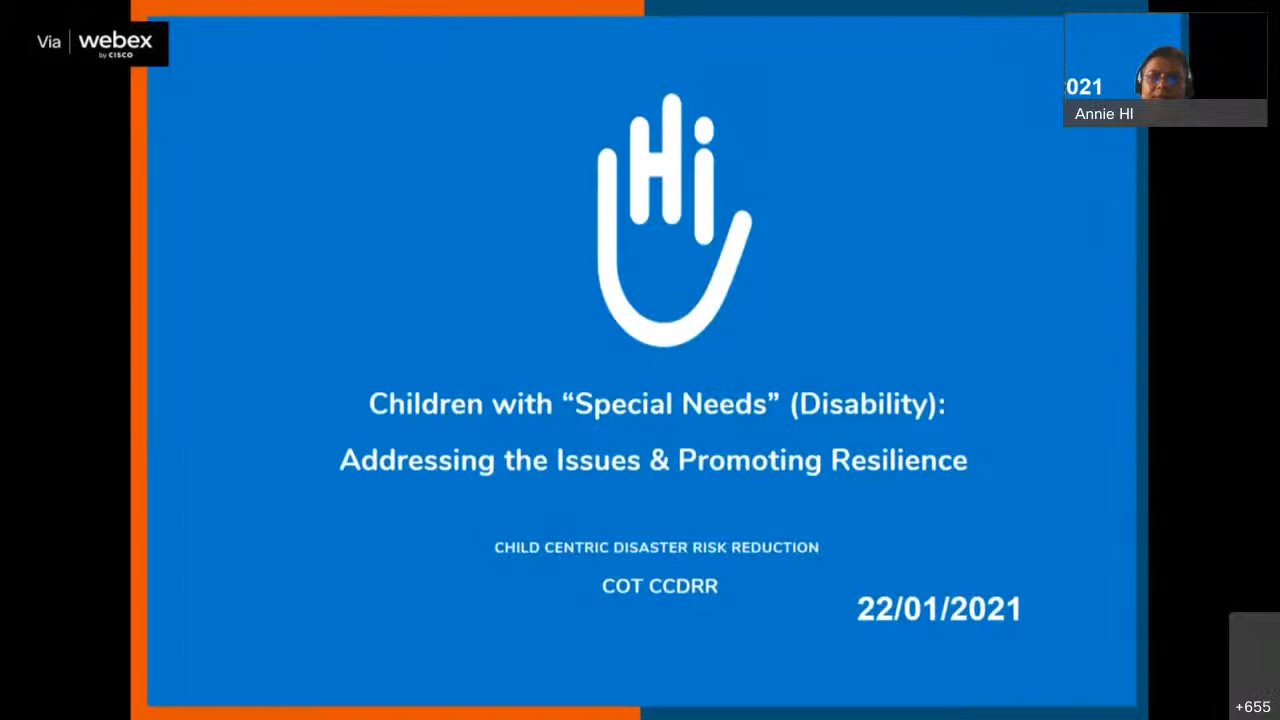 Via webex
by CISCO
021
Annie HI
Hi
Children with “Special Needs” (Disability):
Addressing the Issues & Promoting Resilience
CHILD CENTRIC DISASTER RISK REDUCTION
COT CCDRR
22/01/2021
+655